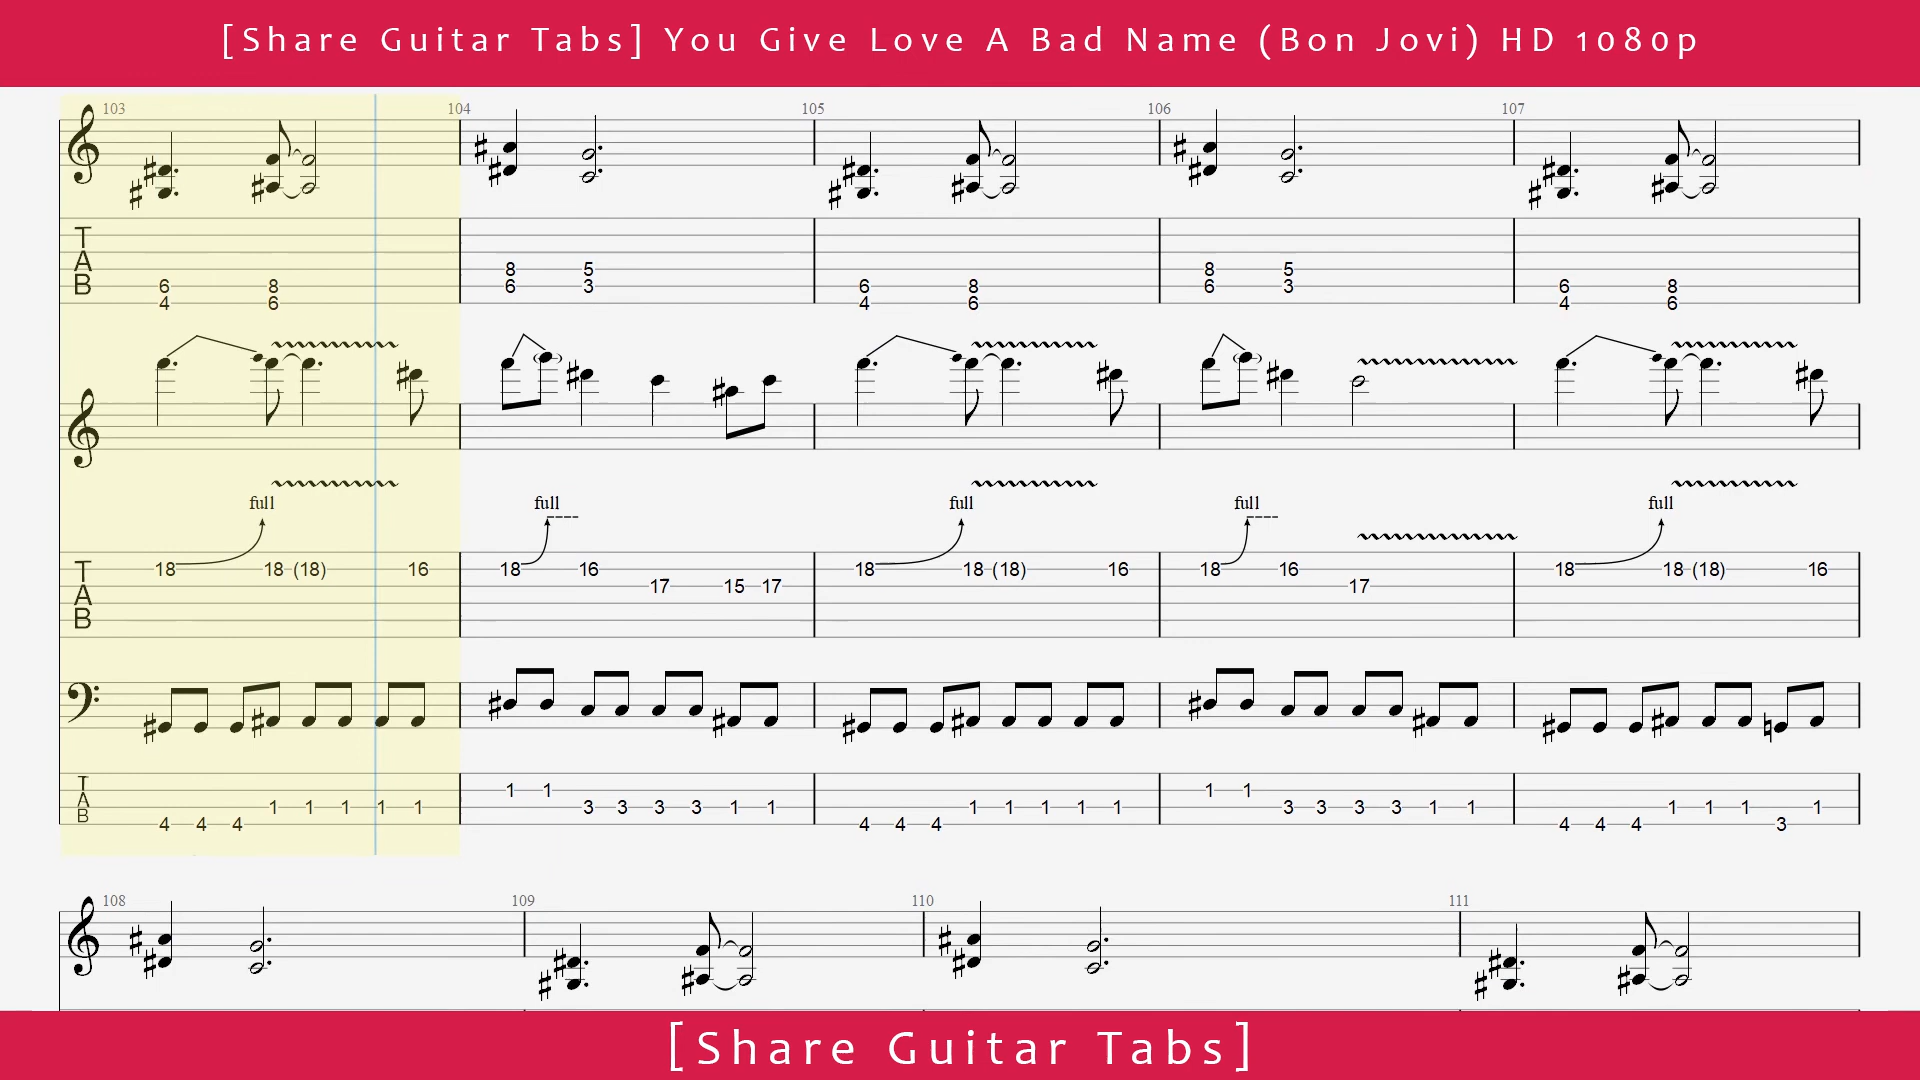 [Share Guitar Tabs] You Give Love A Bad Name (Bon Jovi) HD 1080p
103 104 105 106 107
T
A
B
6 8 8 5 6 8 8 5 6 8
4 6 6 3 4 6 6 3 4 6
full full full full full
T
A
B
18 18 (18) 16 18 16 18 18 (18) 16 18 16 18 18 (18) 16
17 15 17 17
T
A
B
1 1 1 1
1 1 1 1 1 3 3 3 3 1 1 1 1 1 1 1 3 3 3 3 1 1 1 1 1 1
4 4 4 4 4 4 4 4 4 3
108 109 110 111
[Share Guitar Tabs]